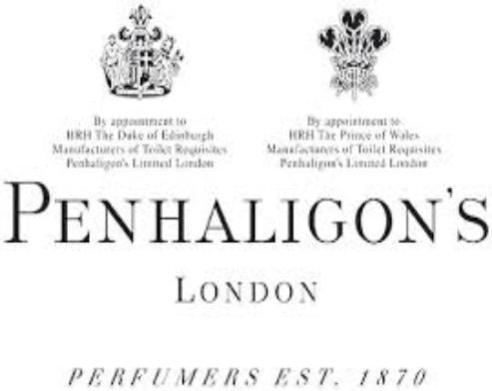 By appointment to
HRH The Duke of Edinburgh
Manufacturers of Toilet Requisites
Penhaligon's Limited London
By appointment to
HRH The Prince of Wales
Manufacturers of Toilet Requisites
Penhaligon's Limited London
PENHALIGON'S
LONDON
PERFUMERS EST. 1870